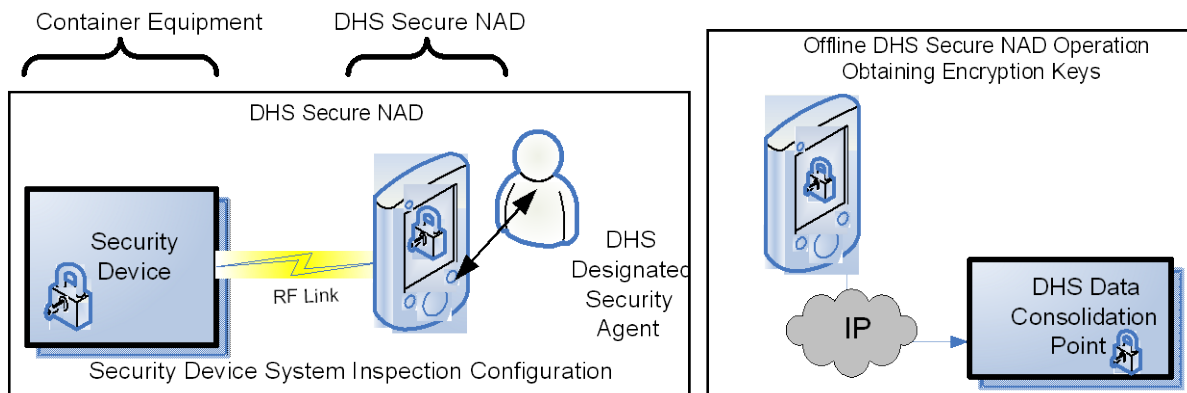 Container Equipment
DHS Secure NAD
DHS Secure NAD
Security
Device
RF Link
DHS
Designated
Security
Agent
Security Device System Inspection Configuration
Offline DHS Secure NAD Operation
Obtaining Encryption Keys
IP
DHS Data
Consolidation
Point